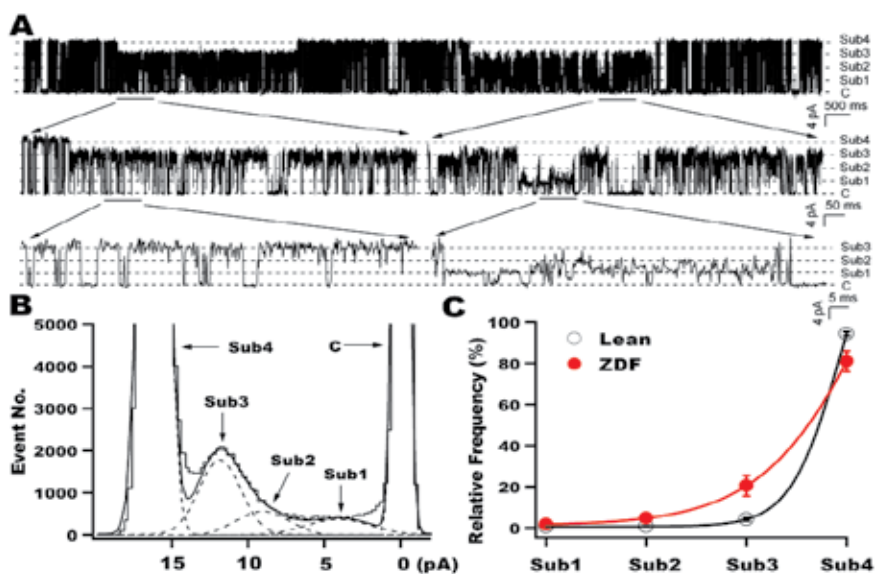 A
Sub4
Sub3
Sub2
Sub1
C
4 pA
500 ms
Sub4
Sub3
Sub2
Sub1
C
4 pA
50 ms
Sub3
Sub2
Sub1
C
4 pA
5 ms
B
5000
4000
3000
2000
1000
0
Event No.
Sub4
C
Sub3
Sub2
Sub1
15
10
5
0 (pA)
C
100
80
60
40
20
0
Relative Frequency (%)
Lean
ZDF
Sub1
Sub2
Sub3
Sub4